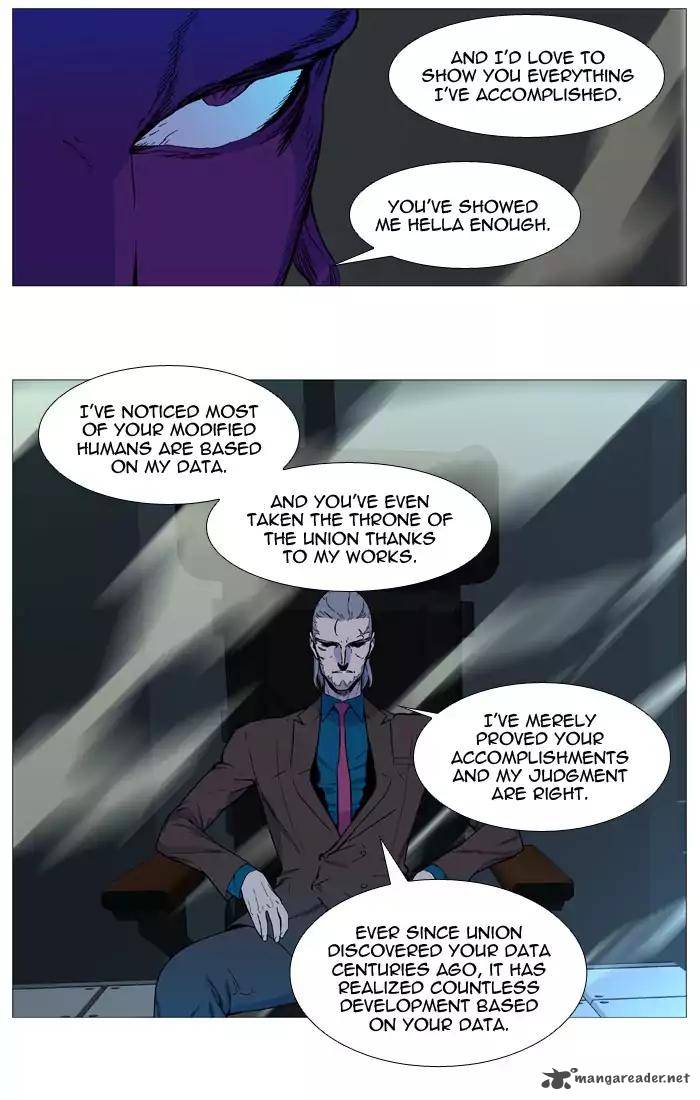 AND I'D LOVE TO
SHOW YOU EVERYTHING
I'VE ACCOMPLISHED.
YOU'VE SHOWED
ME HELLA ENOUGH.
I'VE NOTICED MOST
OF YOUR MODIFIED
HUMANS ARE BASED
ON MY DATA.
AND YOU'VE EVEN
TAKEN THE THRONE OF
THE UNION THANKS
TO MY WORKS.
I'VE MERELY
PROVED YOUR
ACCOMPLISHMENTS
AND MY JUDGMENT
ARE RIGHT.
EVER SINCE UNION
DISCOVERED YOUR DATA
CENTURIES AGO, IT HAS
REALIZED COUNTLESS
DEVELOPMENT BASED
ON YOUR DATA.
mangareader.net